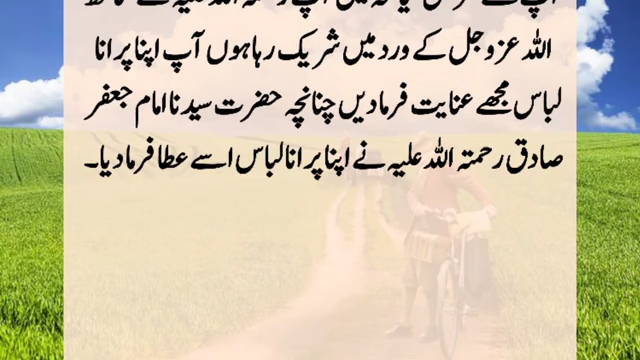 اللہ عزوجل کے ورد میں شریک رہا ہوں آپ اپنا پرانا
لباس مجھے عنایت فرمادیں چنانچہ حضرت سیدنا امام جعفر
صادق رحمتہ اللہ علیہ نے اپنا پرانا لباس اسے عطا فرما دیا۔